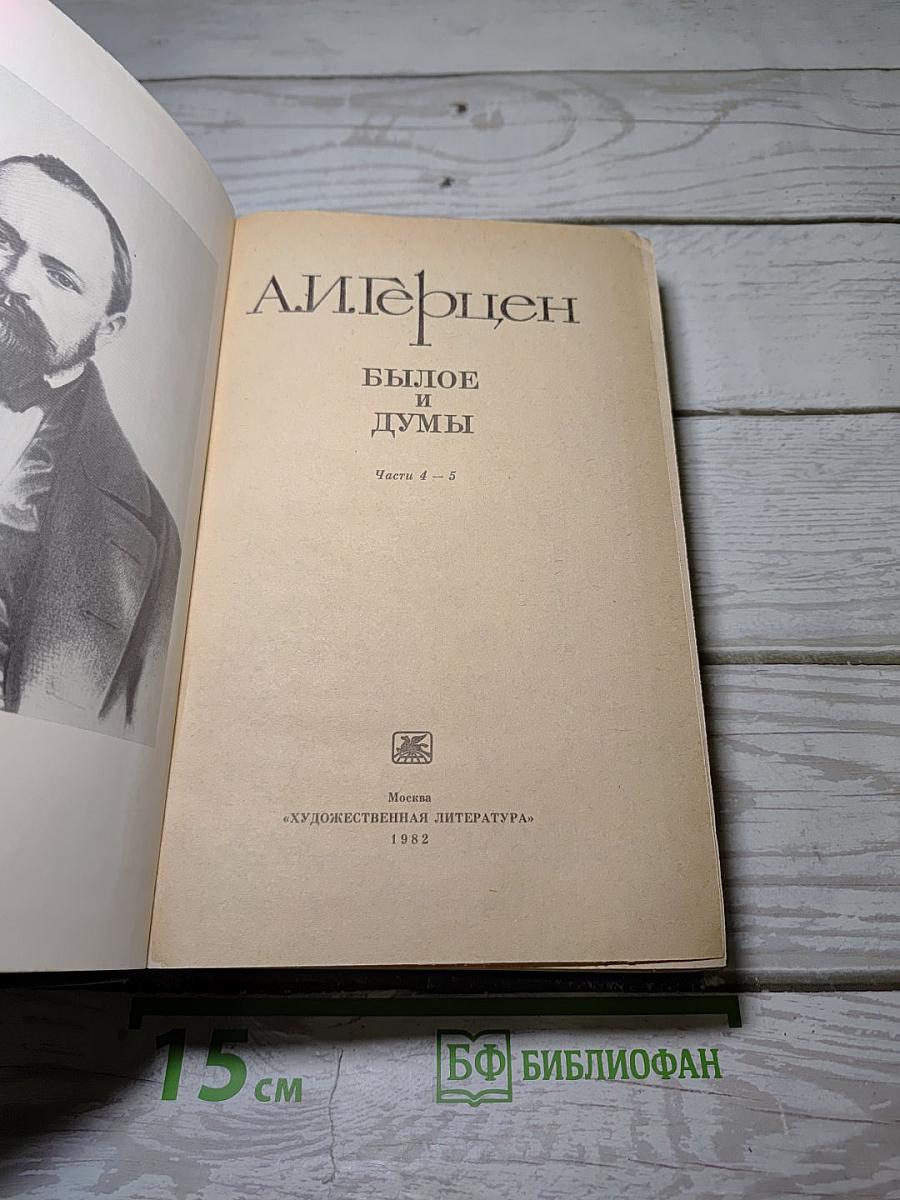 А.И.Герцен
БЫЛОЕ
И
ДУМЫ
Части 4 — 5
Москва
«ХУДОЖЕСТВЕННАЯ ЛИТЕРАТУРА»
1982
15 см
БФ БИБЛИОФАН